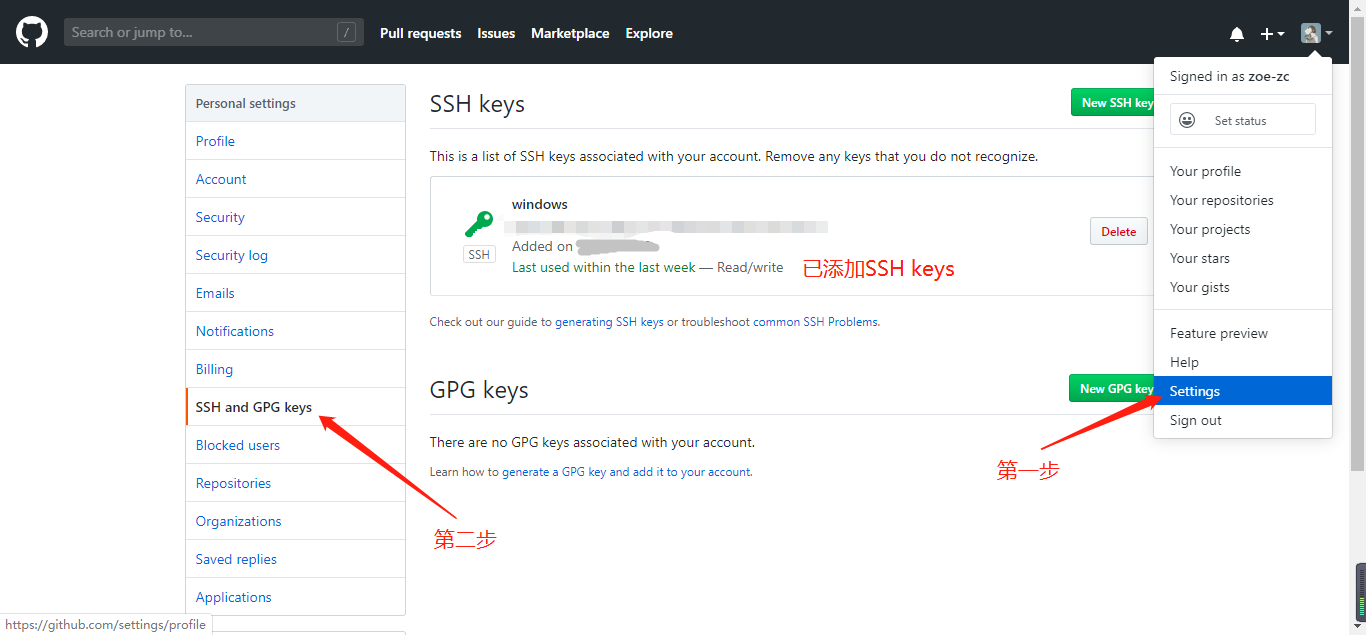 Search or jump to...
/
Pull requests
Issues
Marketplace
Explore
Signed in as zoe-zc
Set status
Your profile
Your repositories
Your projects
Your stars
Your gists
Feature preview
Help
Settings
Sign out
第一步
Personal settings
Profile
Account
Security
Security log
Emails
Notifications
Billing
SSH and GPG keys
Blocked users
Repositories
Organizations
Saved replies
Applications
第二步
SSH keys
New SSH key
This is a list of SSH keys associated with your account. Remove any keys that you do not recognize.
windows
SSH
Added on
Last used within the last week — Read/write
已添加SSH keys
Delete
Check out our guide to generating SSH keys or troubleshoot common SSH Problems.
GPG keys
New GPG key
There are no GPG keys associated with your account.
Learn how to generate a GPG key and add it to your account.
https://github.com/settings/profile